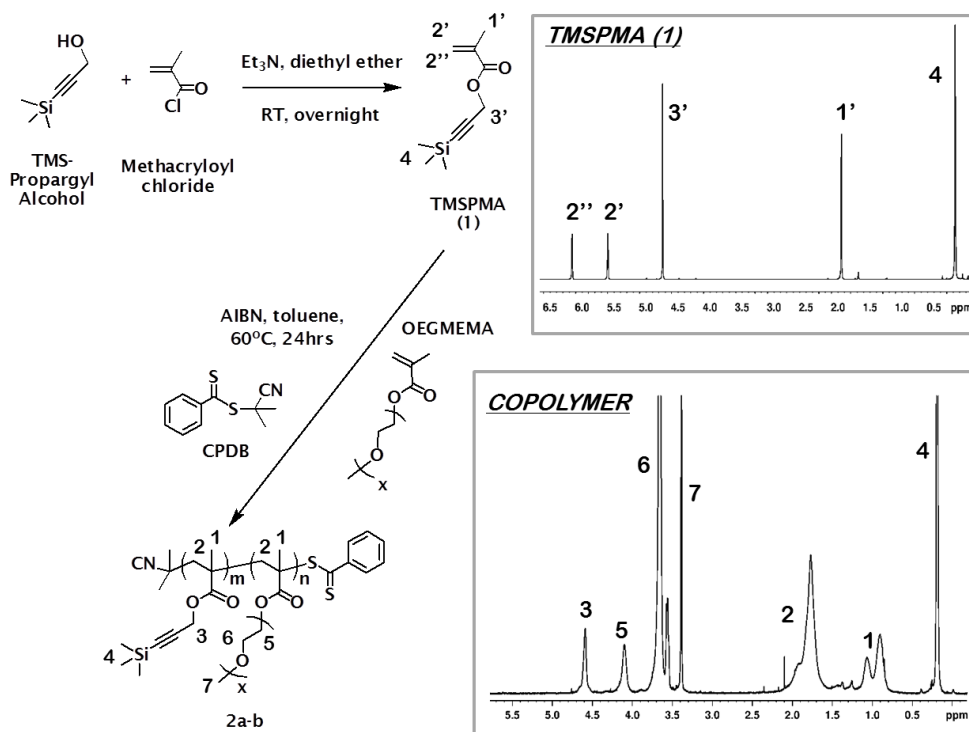 HO
+
Si
O
Cl
TMS-
Propargyl
Alcohol
Methacryloyl
chloride
Et₃N, diethyl ether
RT, overnight
2'
1'
2''
O
O
3'
Si
4
TMSPMA
(1)
TMSPMA (1)
2''
2'
3'
1'
4
6.5 6.0 5.5 5.0 4.5 4.0 3.5 3.0 2.5 2.0 1.5 1.0 0.5 ppm
AIBN, toluene,
60°C, 24hrs
OEGMEMA
S
CN
S
CPDB
O
O
O
x
CN
2
1
2
1
S
m
n
S
O
O
O
O
3
6
5
Si
4
O
7
x
2a-b
COPOLYMER
3
5
6
7
2
1
4
5.5 5.0 4.5 4.0 3.5 3.0 2.5 2.0 1.5 1.0 0.5 ppm